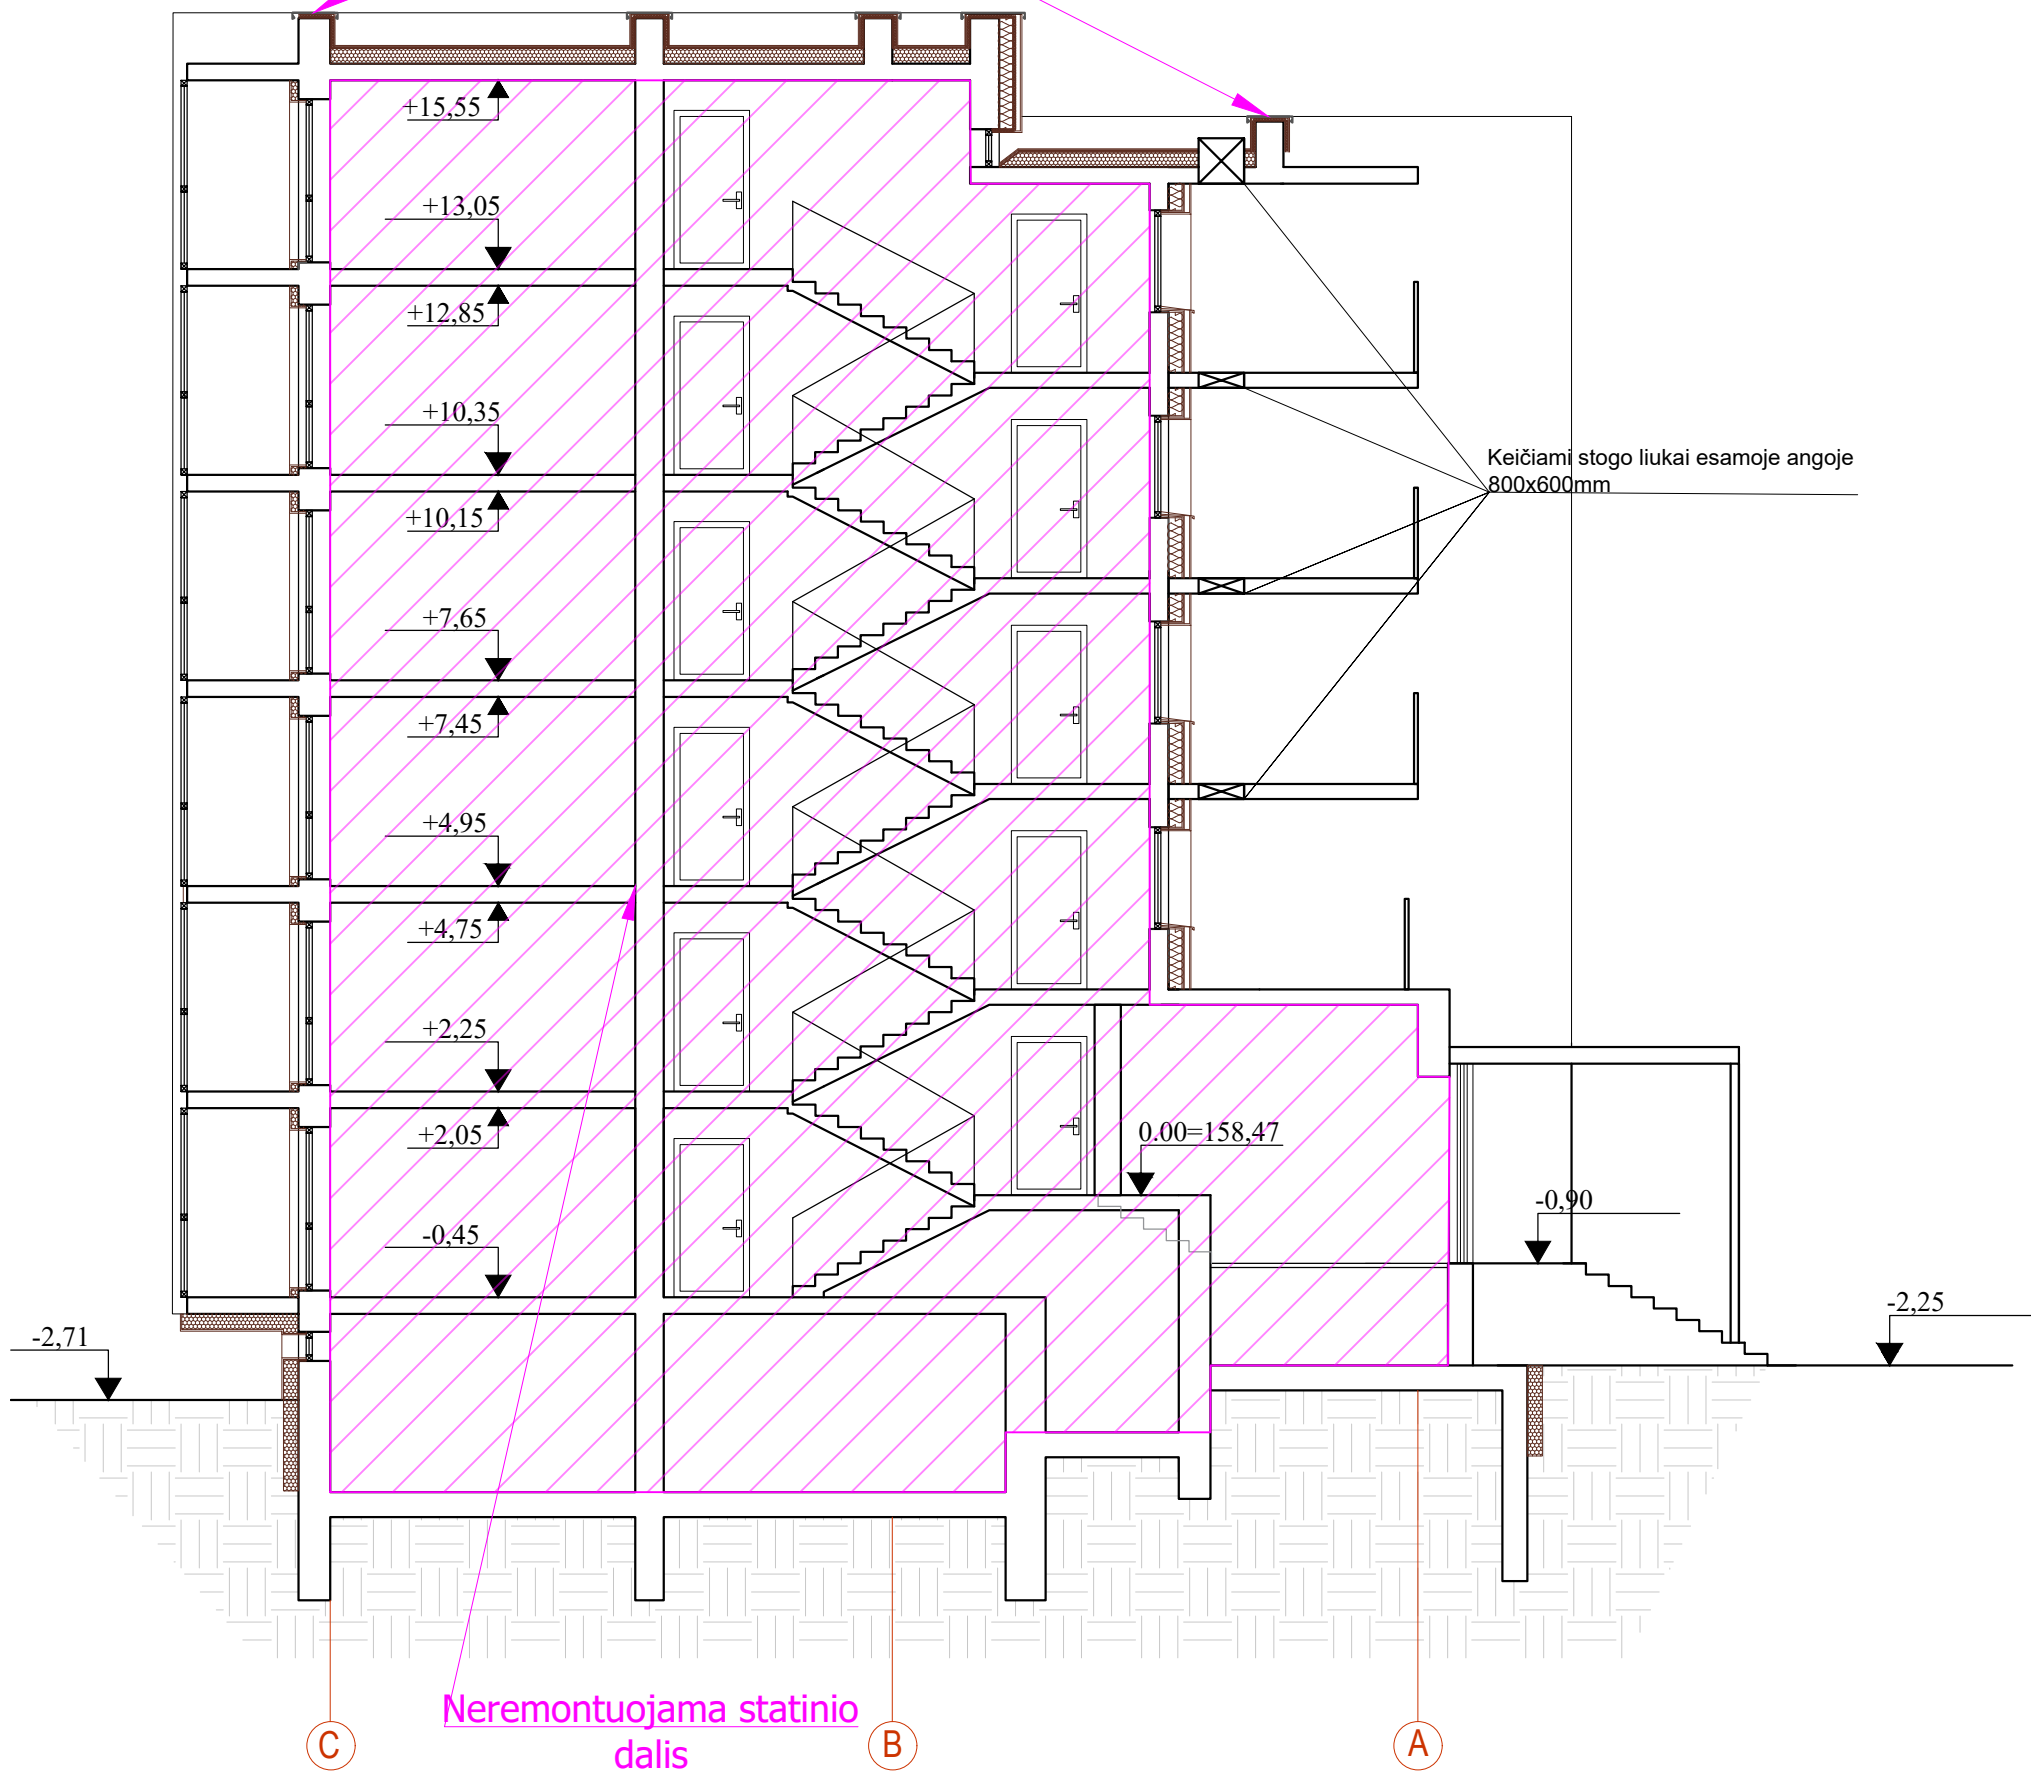 +15,55
+13,05
+12,85
+10,35
Keičiami stogo liukai esamoje angoje
800x600mm
+10,15
+7,65
+7,45
+4,95
+4,75
+2,25
+2,05
0.00=158,47
-0,90
-0,45
-2,25
-2,71
Neremontuojama statinio
dalis
C
B
A